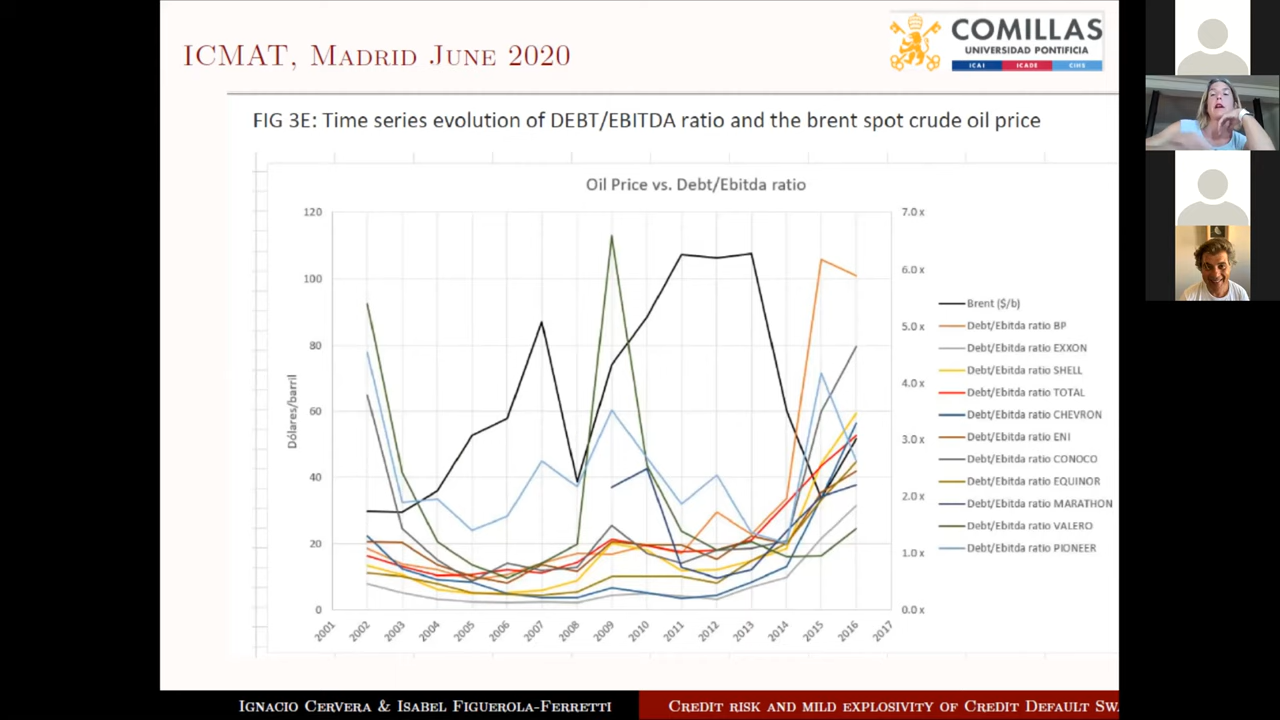 ICMAT, Madrid June 2020
COMILLAS
UNIVERSIDAD PONTIFICIA
ICAI ICADE CIHS
FIG 3E: Time series evolution of DEBT/EBITDA ratio and the brent spot crude oil price
Oil Price vs. Debt/Ebitda ratio
120
100
80
60
40
20
0
Dólares/barril
7.0 x
6.0 x
5.0 x
4.0 x
3.0 x
2.0 x
1.0 x
0.0 x
2001 2002 2003 2004 2005 2006 2007 2008 2009 2010 2011 2012 2013 2014 2015 2016 2017
Brent ($/b)
Debt/Ebitda ratio BP
Debt/Ebitda ratio EXXON
Debt/Ebitda ratio SHELL
Debt/Ebitda ratio TOTAL
Debt/Ebitda ratio CHEVRON
Debt/Ebitda ratio ENI
Debt/Ebitda ratio CONOCO
Debt/Ebitda ratio EQUINOR
Debt/Ebitda ratio MARATHON
Debt/Ebitda ratio VALERO
Debt/Ebitda ratio PIONEER
Ignacio Cervera & Isabel Figuerola-Ferretti
Credit risk and mild explosivity of Credit Default Sw